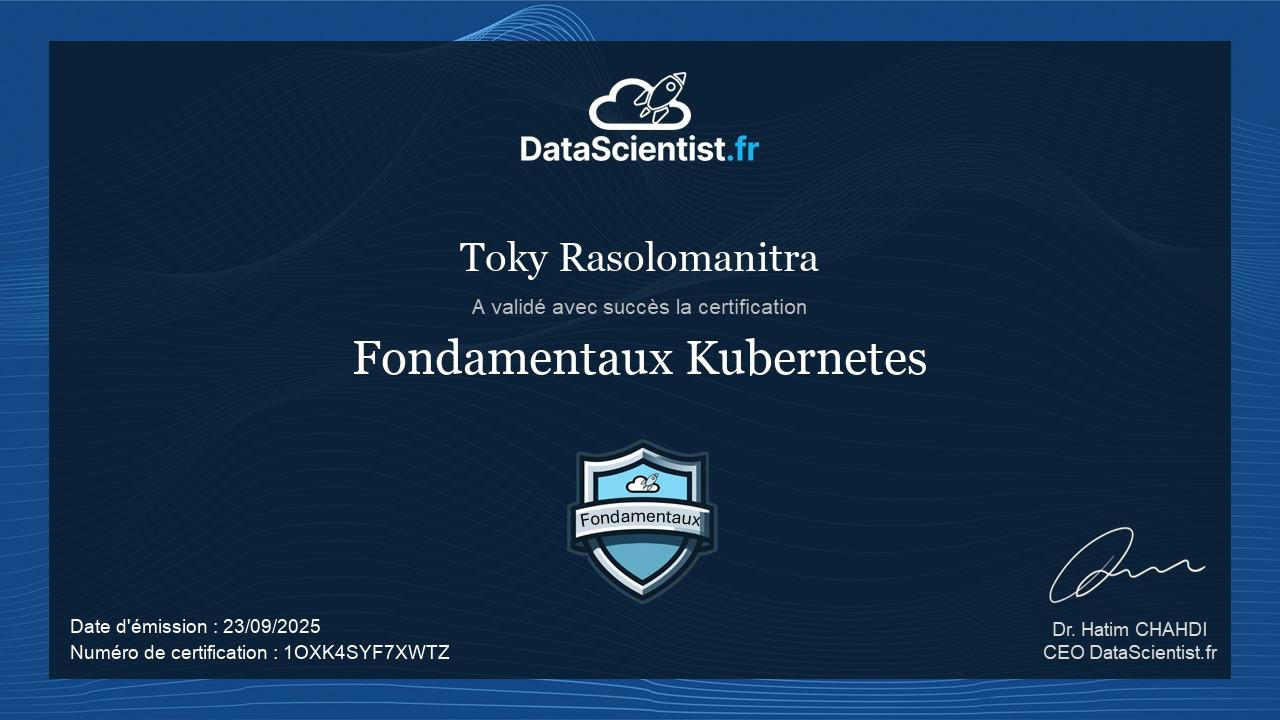 DataScientist.fr
Toky Rasolomanitra
A validé avec succès la certification
Fondamentaux Kubernetes
Fondamentaux
Date d'émission : 23/09/2025
Numéro de certification : 1OXK4SYF7XWTZ
Dr. Hatim CHAHDI
CEO DataScientist.fr